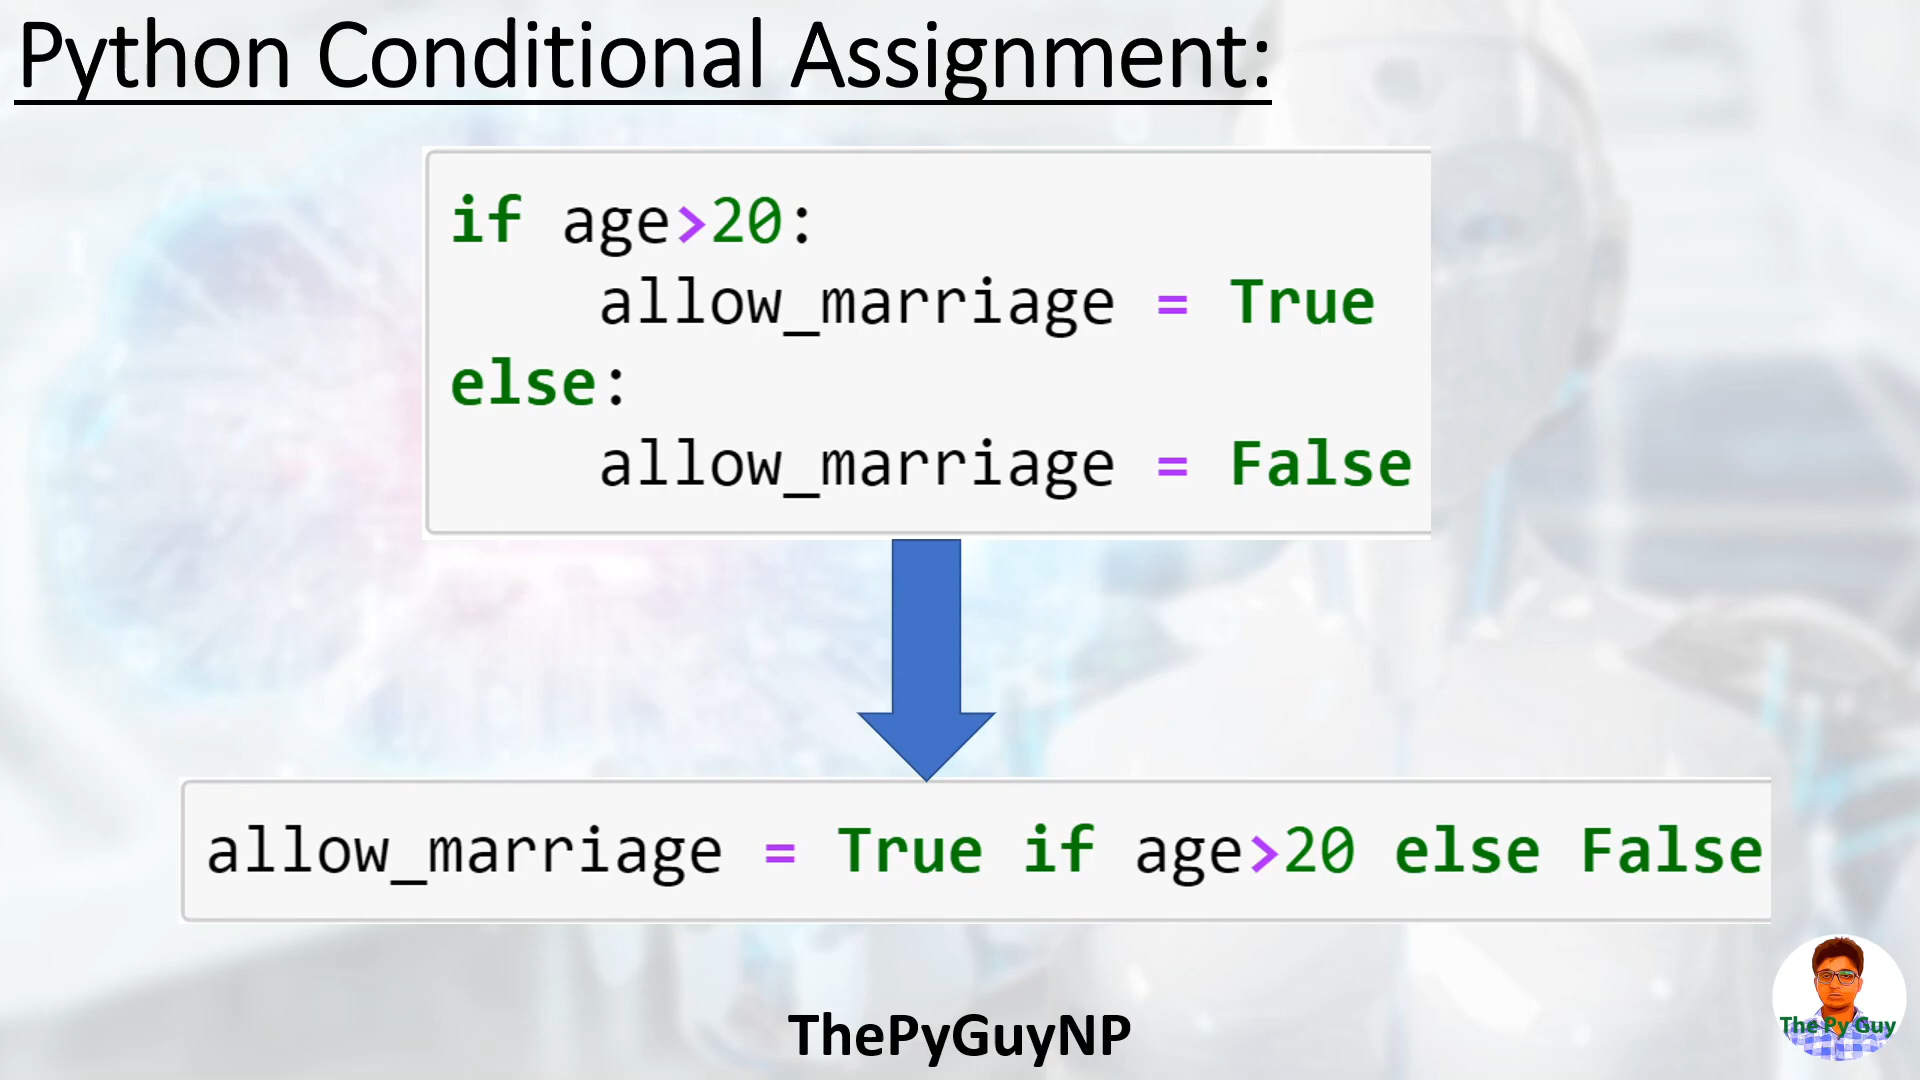 Python Conditional Assignment:
if age>20:
    allow_marriage = True
else:
    allow_marriage = False
allow_marriage = True if age>20 else False
ThePyGuyNP
The Py Guy